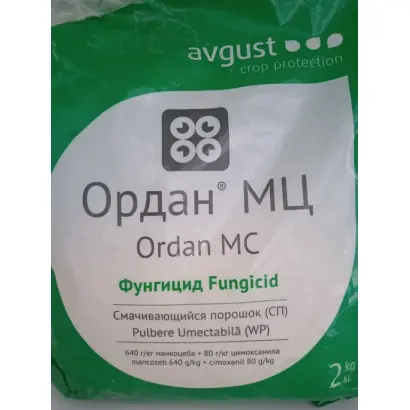 avgust
crop protection
Ордан® МЦ
Ordan MC
Фунгицид Fungicid
Смачивающийся порошок (СП)
Pulbere Umectabilă (WP)
640 г/кг манкоцеба + 80 г/кг цимоксанила
mancozeb 640 g/kg + cimoxanil 80 g/kg
2 kg